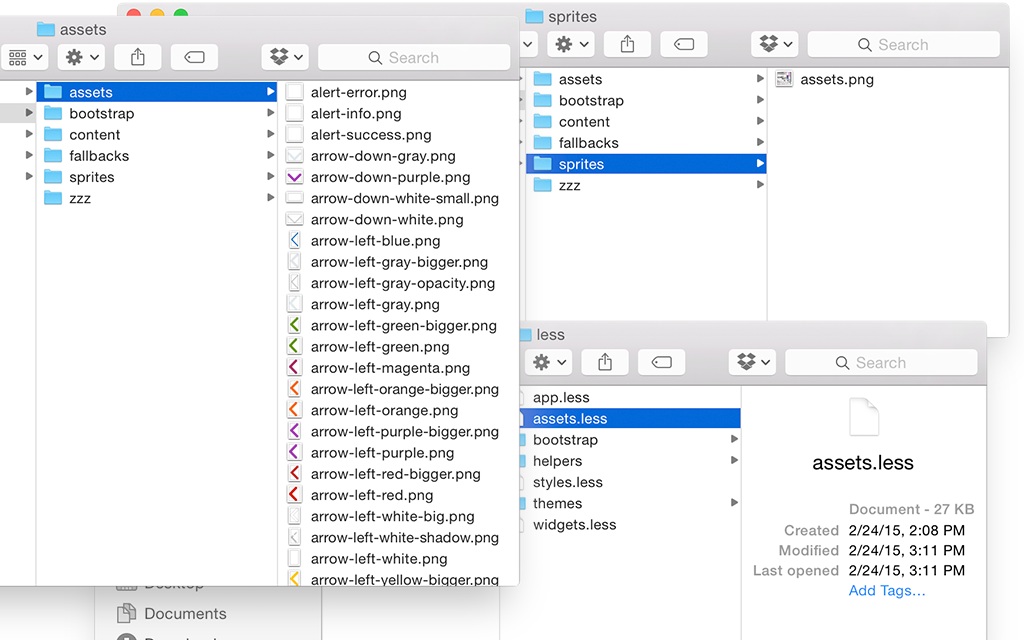 assets
Search
assets
bootstrap
content
fallbacks
sprites
zzz
alert-error.png
alert-info.png
alert-success.png
arrow-down-gray.png
arrow-down-purple.png
arrow-down-white-small.png
arrow-down-white.png
arrow-left-blue.png
arrow-left-gray-bigger.png
arrow-left-gray-opacity.png
arrow-left-gray.png
arrow-left-green-bigger.png
arrow-left-green.png
arrow-left-magenta.png
arrow-left-orange-bigger.png
arrow-left-orange.png
arrow-left-purple-bigger.png
arrow-left-purple.png
arrow-left-red-bigger.png
arrow-left-red.png
arrow-left-white-big.png
arrow-left-white-shadow.png
arrow-left-white.png
arrow-left-yellow-bigger.png
sprites
Search
assets
bootstrap
content
fallbacks
sprites
zzz
assets.png
less
Search
app.less
assets.less
bootstrap
helpers
styles.less
themes
widgets.less
assets.less
Document - 27 KB
Created 2/24/15, 2:08 PM
Modified 2/24/15, 3:11 PM
Last opened 2/24/15, 3:11 PM
Add Tags…
Desktop
Documents